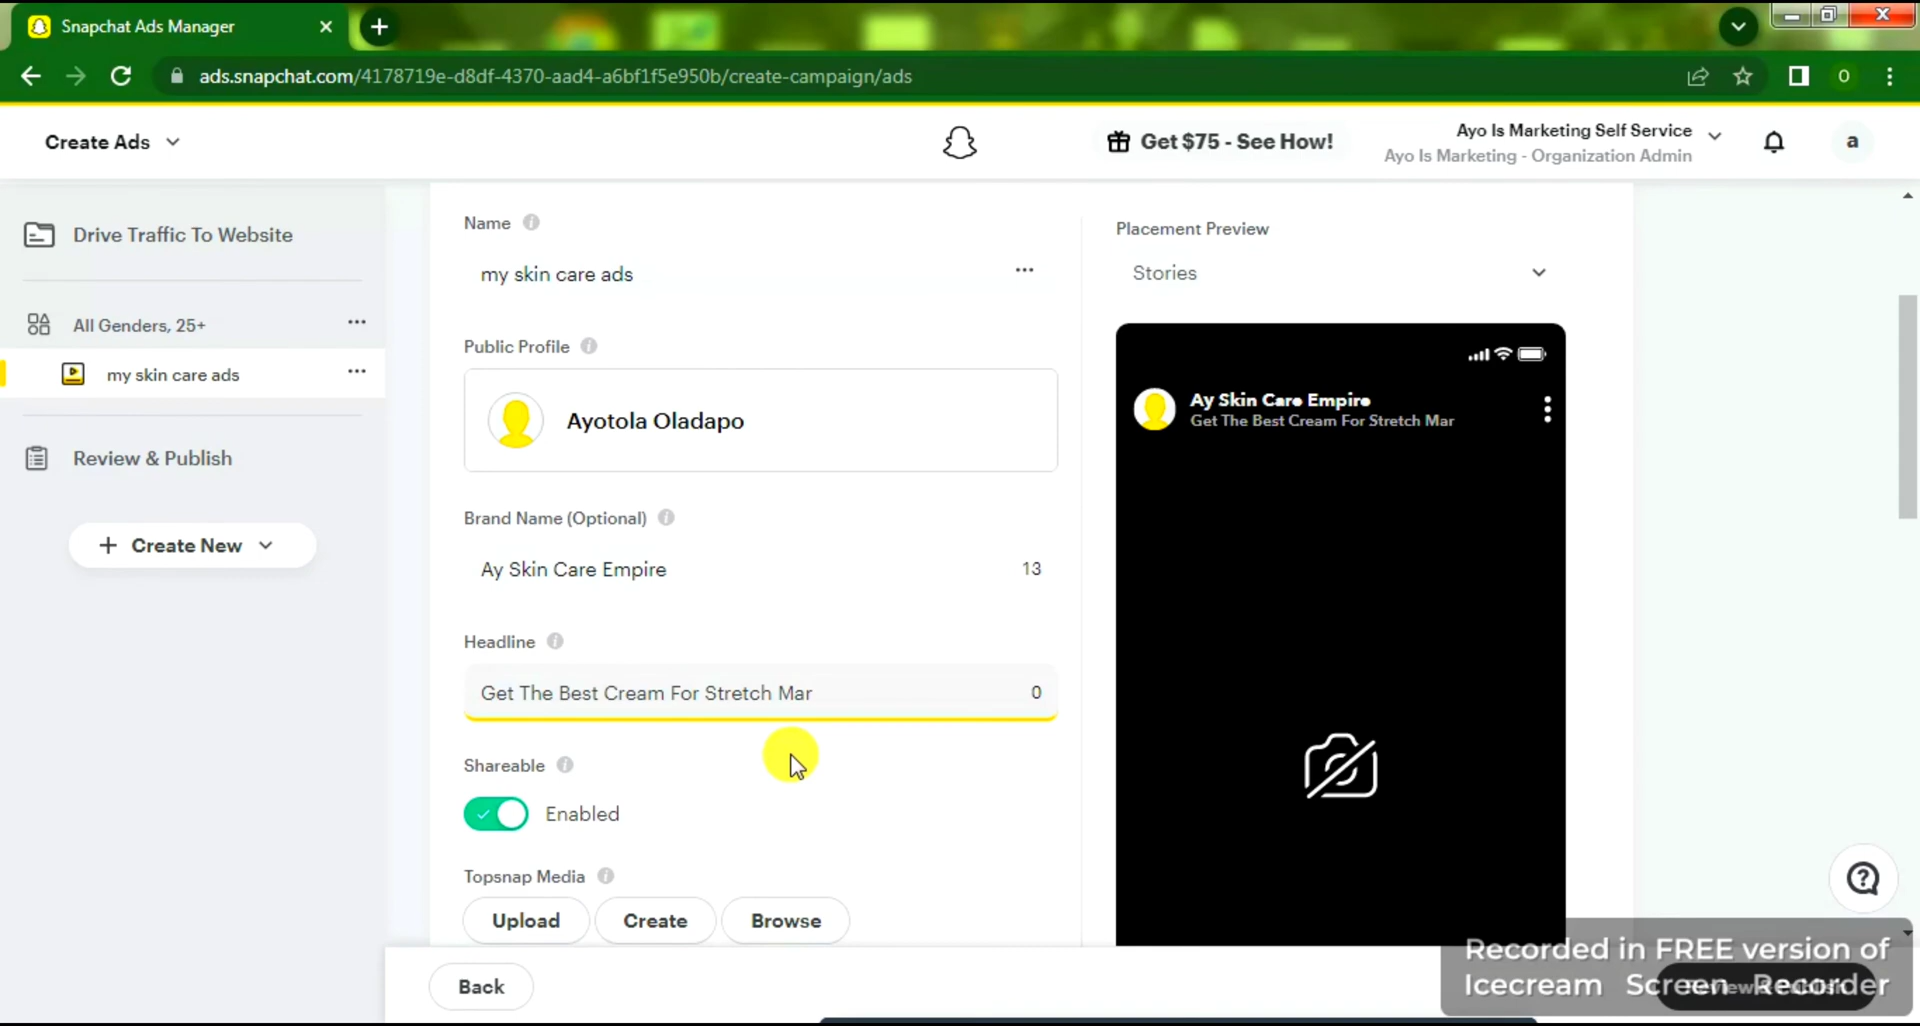 Snapchat Ads Manager
ads.snapchat.com/4178719e-d8df-4370-aad4-a6bf1f5e950b/create-campaign/ads
O
Create Ads
Get $75 - See How!
Ayo Is Marketing Self Service
Ayo Is Marketing - Organization Admin
a
Drive Traffic To Website
All Genders, 25+
my skin care ads
Review & Publish
Create New
Name
my skin care ads
Public Profile
Ayotola Oladapo
Brand Name (Optional)
Ay Skin Care Empire
13
Headline
Get The Best Cream For Stretch Mar
0
Shareable
Enabled
Topsnap Media
Upload
Create
Browse
Back
Placement Preview
Stories
Ay Skin Care Empire
Get The Best Cream For Stretch Mar
Recorded in FREE version of
Icecream Screen Recorder